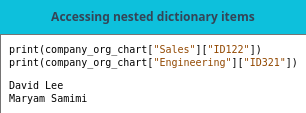 Accessing nested dictionary items
print(company_org_chart["Sales"]["ID122"])
print(company_org_chart["Engineering"]["ID321"])
David Lee
Maryam Samimi